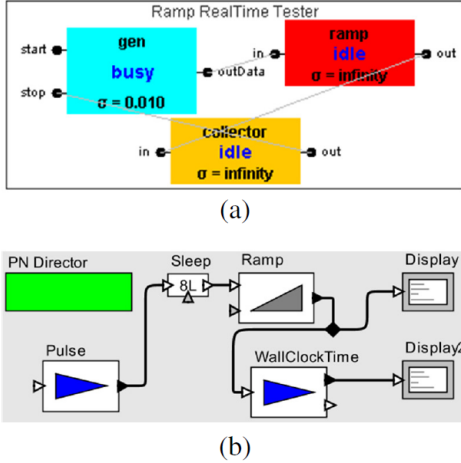 Ramp RealTime Tester
gen
busy
σ = 0.010
start
stop
outData
ramp
idle
σ = infinity
in
out
collector
idle
σ = infinity
in
out
(a)
PN Director
Sleep
8L
Ramp
Display
Pulse
WallClockTime
Display2
(b)